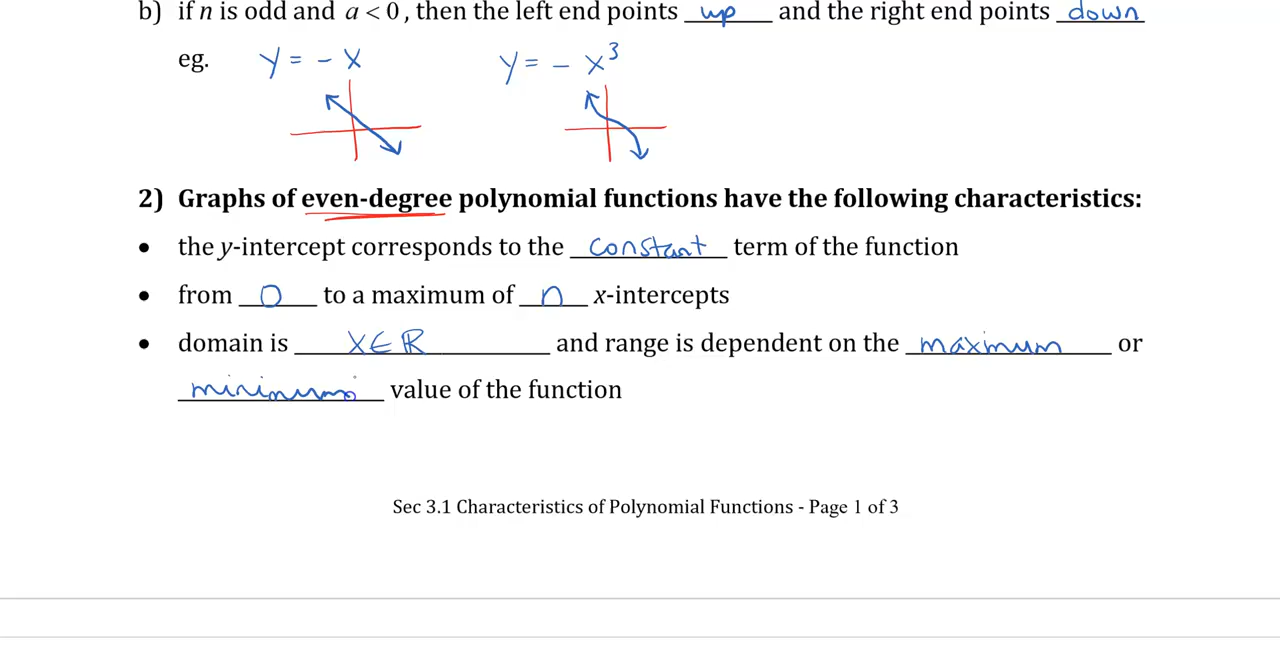 b) if n is odd and a < 0, then the left end points up and the right end points down
eg. y = - x y = - x³
2) Graphs of even-degree polynomial functions have the following characteristics:
• the y-intercept corresponds to the constant term of the function
• from 0 to a maximum of n x-intercepts
• domain is x∈ℝ and range is dependent on the maximum or
minimum value of the function
Sec 3.1 Characteristics of Polynomial Functions - Page 1 of 3